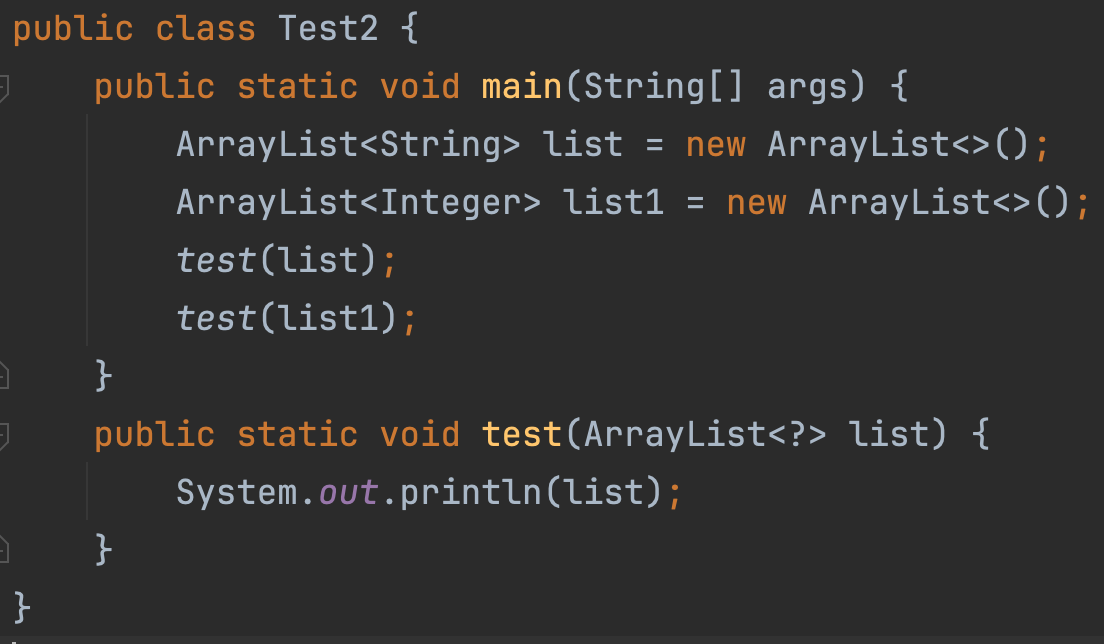 public class Test2 {
    public static void main(String[] args) {
        ArrayList<String> list = new ArrayList<>();
        ArrayList<Integer> list1 = new ArrayList<>();
        test(list);
        test(list1);
    }
    public static void test(ArrayList<?> list) {
        System.out.println(list);
    }
}